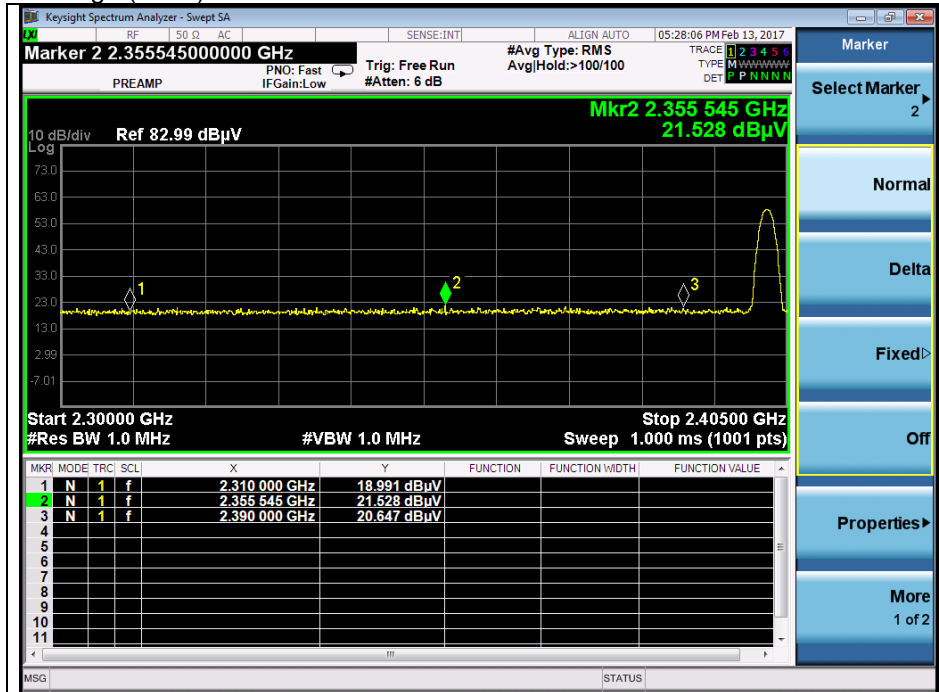 Keysight Spectrum Analyzer - Swept SA
LXI RF 50 Ω AC SENSE:INT ALIGN AUTO 05:28:06 PM Feb 13, 2017
Marker 2 2.355545000000 GHz
PREAMP
PNO: Fast
IFGain:Low
Trig: Free Run
#Atten: 6 dB
#Avg Type: RMS
Avg|Hold:>100/100
TRACE 1 2 3 4 5 6
TYPE M WWWWW
DET P P N N N N
Mkr2 2.355 545 GHz
21.528 dBµV
10 dB/div Ref 82.99 dBµV
Log
73.0
63.0
53.0
43.0
33.0
23.0
13.0
2.99
-7.01
1
2
3
Start 2.30000 GHz Stop 2.40500 GHz
#Res BW 1.0 MHz #VBW 1.0 MHz Sweep 1.000 ms (1001 pts)
MKR MODE TRC SCL X Y FUNCTION FUNCTION WIDTH FUNCTION VALUE
1 N 1 f 2.310 000 GHz 18.991 dBµV
2 N 1 f 2.355 545 GHz 21.528 dBµV
3 N 1 f 2.390 000 GHz 20.647 dBµV
4
5
6
7
8
9
10
11
MSG STATUS
Marker
Select Marker
2
Normal
Delta
Fixed
Off
Properties
More
1 of 2